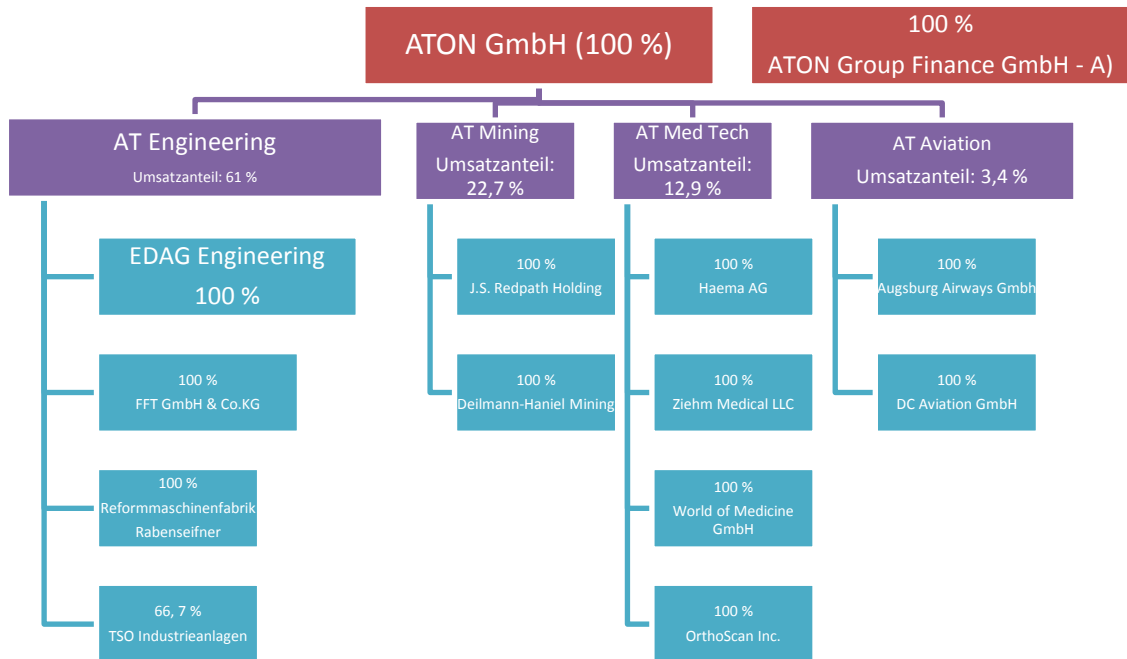 ATON GmbH (100 %)
100 %
ATON Group Finance GmbH - A)
AT Engineering
Umsatzanteil: 61 %
AT Mining
Umsatzanteil:
22,7 %
AT Med Tech
Umsatzanteil:
12,9 %
AT Aviation
Umsatzanteil: 3,4 %
EDAG Engineering
100 %
100 %
FFT GmbH & Co.KG
100 %
Reformmaschinenfabrik
Rabenseifner
66, 7 %
TSO Industrieanlagen
100 %
J.S. Redpath Holding
100 %
Deilmann-Haniel Mining
100 %
Haema AG
100 %
Ziehm Medical LLC
100 %
World of Medicine
GmbH
100 %
OrthoScan Inc.
100 %
Augsburg Airways Gmbh
100 %
DC Aviation GmbH